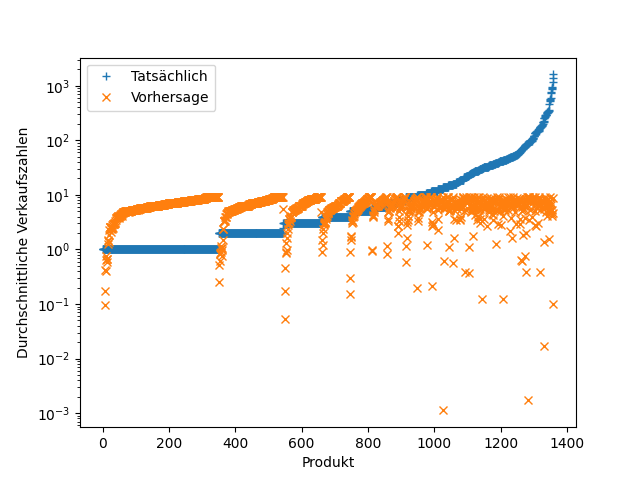 Tatsächlich
Vorhersage
Durchschnittliche Verkaufszahlen
10³
10²
10¹
10⁰
10⁻¹
10⁻²
10⁻³
0 200 400 600 800 1000 1200 1400
Produkt